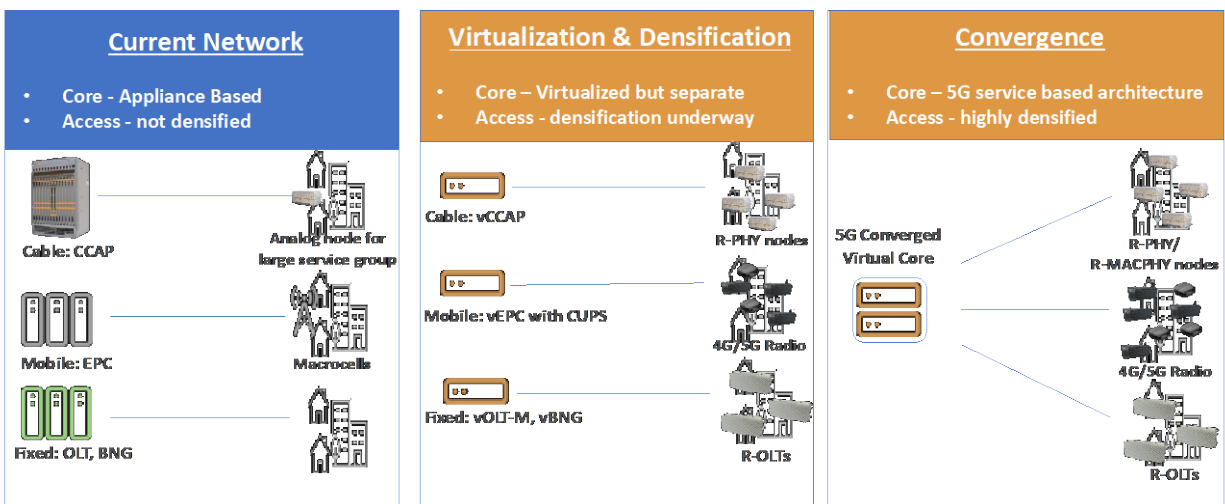 Current Network
• Core - Appliance Based
• Access - not densified
Cable: CCAP
Analog node for
large service group
Mobile: EPC
Macrocells
Fixed: OLT, BNG
Virtualization & Densification
• Core – Virtualized but separate
• Access - densification underway
Cable: vCCAP
R-PHY nodes
Mobile: vEPC with CUPS
4G/5G Radio
Fixed: vOLT-M, vBNG
R-OLTs
Convergence
• Core – 5G service based architecture
• Access - highly densified
5G Converged
Virtual Core
R-PHY/
R-MACPHY nodes
4G/5G Radio
R-OLTs